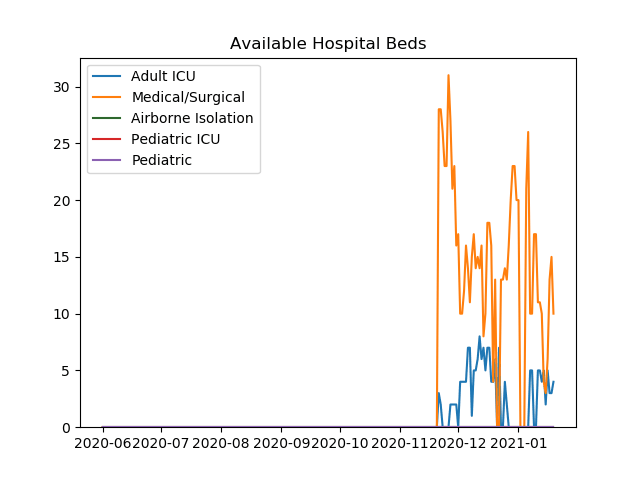 Available Hospital Beds
Adult ICU
Medical/Surgical
Airborne Isolation
Pediatric ICU
Pediatric
30
25
20
15
10
5
0
2020-06 2020-07 2020-08 2020-09 2020-10 2020-11 2020-12 2021-01